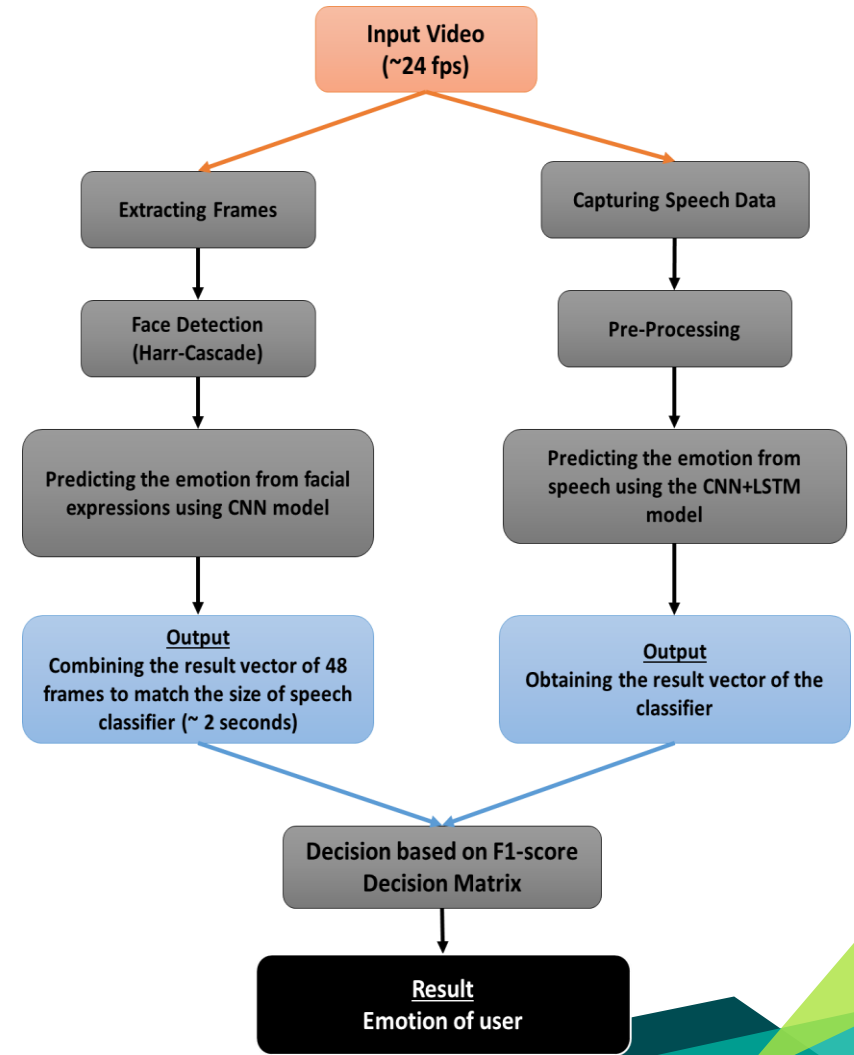 Input Video
(~24 fps)
Extracting Frames
Capturing Speech Data
Face Detection
(Harr-Cascade)
Pre-Processing
Predicting the emotion from facial
expressions using CNN model
Predicting the emotion from
speech using the CNN+LSTM
model
Output
Combining the result vector of 48
frames to match the size of speech
classifier (~ 2 seconds)
Output
Obtaining the result vector of the
classifier
Decision based on F1-score
Decision Matrix
Result
Emotion of user